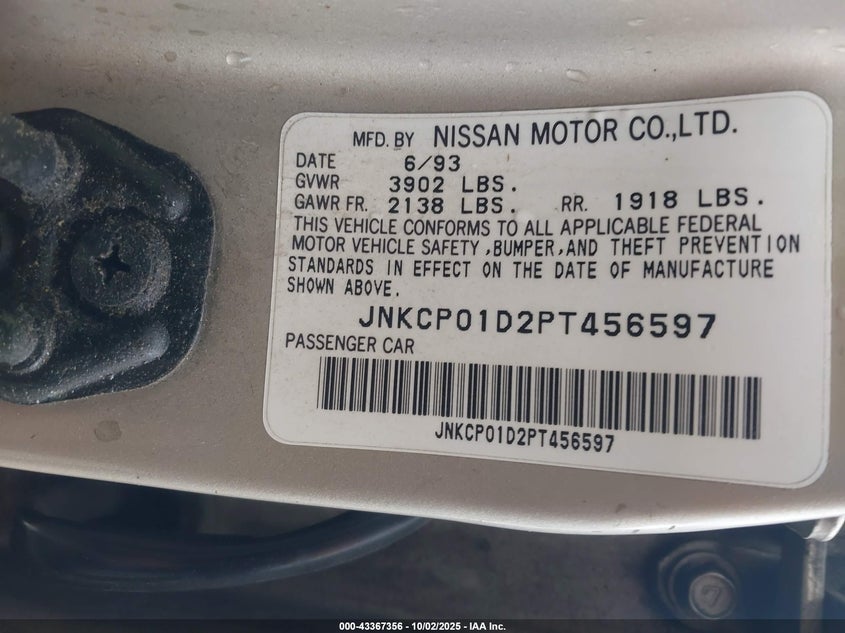 MFD. BY NISSAN MOTOR CO.,LTD.
DATE 6/93
GVWR 3902 LBS.
GAWR FR. 2138 LBS. RR. 1918 LBS.
THIS VEHICLE CONFORMS TO ALL APPLICABLE FEDERAL
MOTOR VEHICLE SAFETY ,BUMPER,AND THEFT PREVENTION
STANDARDS IN EFFECT ON THE DATE OF MANUFACTURE
SHOWN ABOVE.
JNKCP01D2PT456597
PASSENGER CAR
JNKCP01D2PT456597
000-43367356 - 10/02/2025 - IAA Inc.